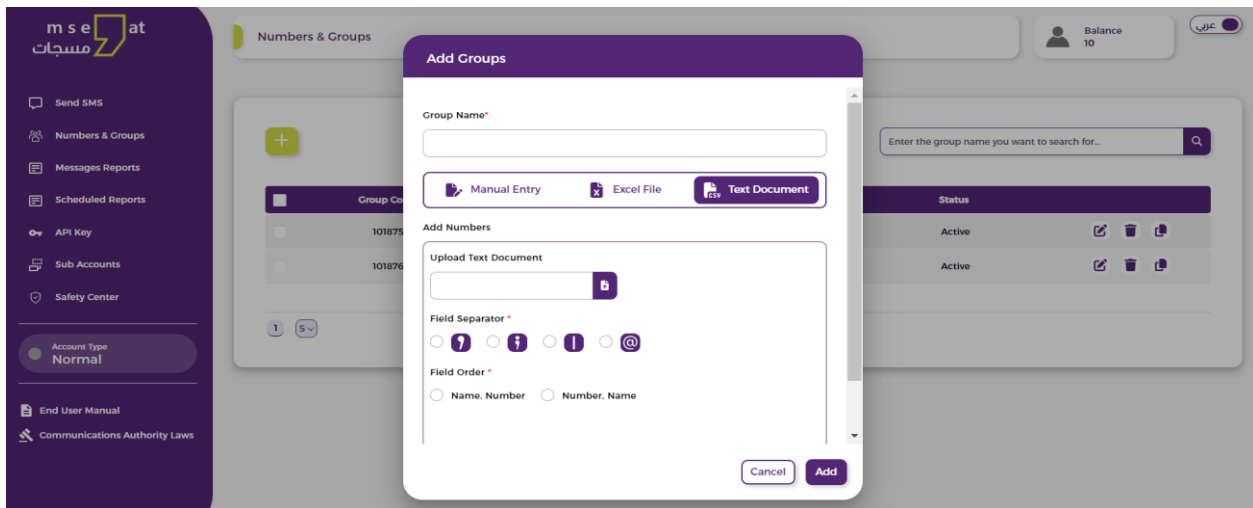 mse at
مسجات
Send SMS
Numbers & Groups
Messages Reports
Scheduled Reports
API Key
Sub Accounts
Safety Center
Account Type
Normal
End User Manual
Communications Authority Laws
Numbers & Groups
Balance
10
عربي
Enter the group name you want to search for...
Group Co
Status
101875
Active
101876
Active
1 5
Add Groups
Group Name*
Manual Entry
Excel File
Text Document
Add Numbers
Upload Text Document
Field Separator *
, ; | @
Field Order *
Name, Number
Number, Name
Cancel
Add